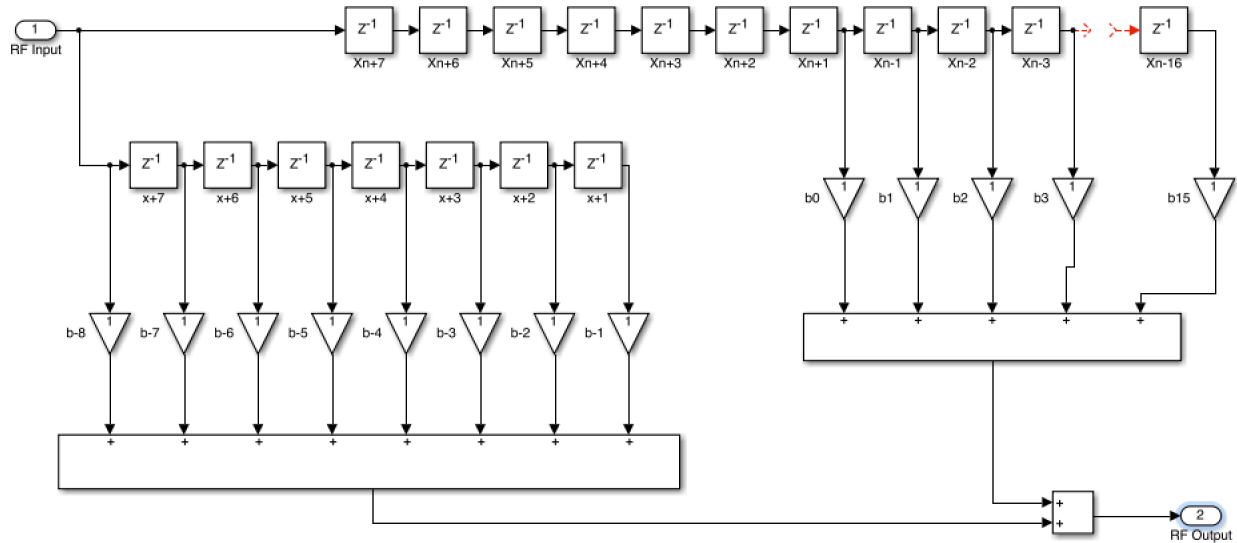 1
RF Input
Z-1 Z-1 Z-1 Z-1 Z-1 Z-1 Z-1 Z-1 Z-1 Z-1 Z-1
Xn+7 Xn+6 Xn+5 Xn+4 Xn+3 Xn+2 Xn+1 Xn-1 Xn-2 Xn-3 Xn-16
Z-1 Z-1 Z-1 Z-1 Z-1 Z-1 Z-1
x+7 x+6 x+5 x+4 x+3 x+2 x+1
1 1 1 1 1
b0 b1 b2 b3 b15
+ + + + +
1 1 1 1 1 1 1 1
b-8 b-7 b-6 b-5 b-4 b-3 b-2 b-1
+ + + + + + + +
+
+
2
RF Output